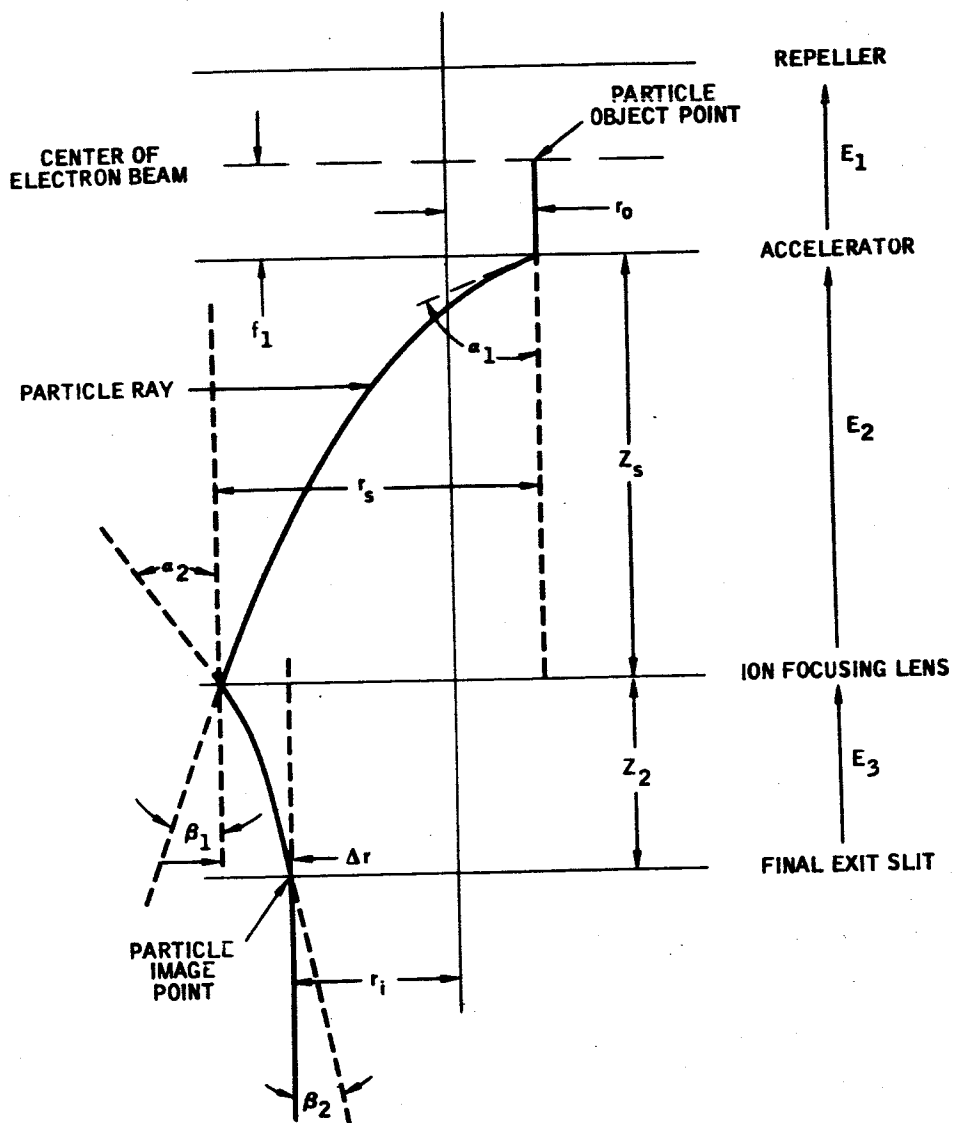 REPELLER
PARTICLE
OBJECT POINT
CENTER OF
ELECTRON BEAM
E1
r0
ACCELERATOR
f1
α1
PARTICLE RAY
E2
Zs
rs
α2
ION FOCUSING LENS
Z2
E3
β1
Δr
FINAL EXIT SLIT
PARTICLE
IMAGE
POINT
ri
β2